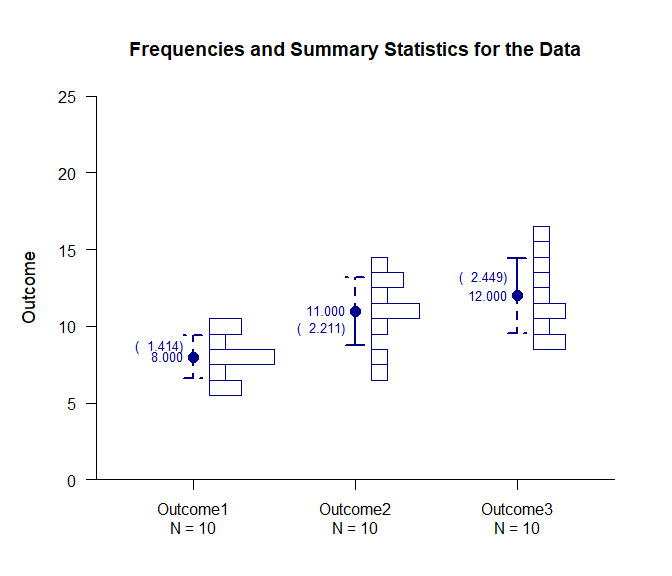 Frequencies and Summary Statistics for the Data
Outcome
25
20
15
10
5
0
( 1.414)
8.000
11.000
( 2.211)
( 2.449)
12.000
Outcome1
N = 10
Outcome2
N = 10
Outcome3
N = 10